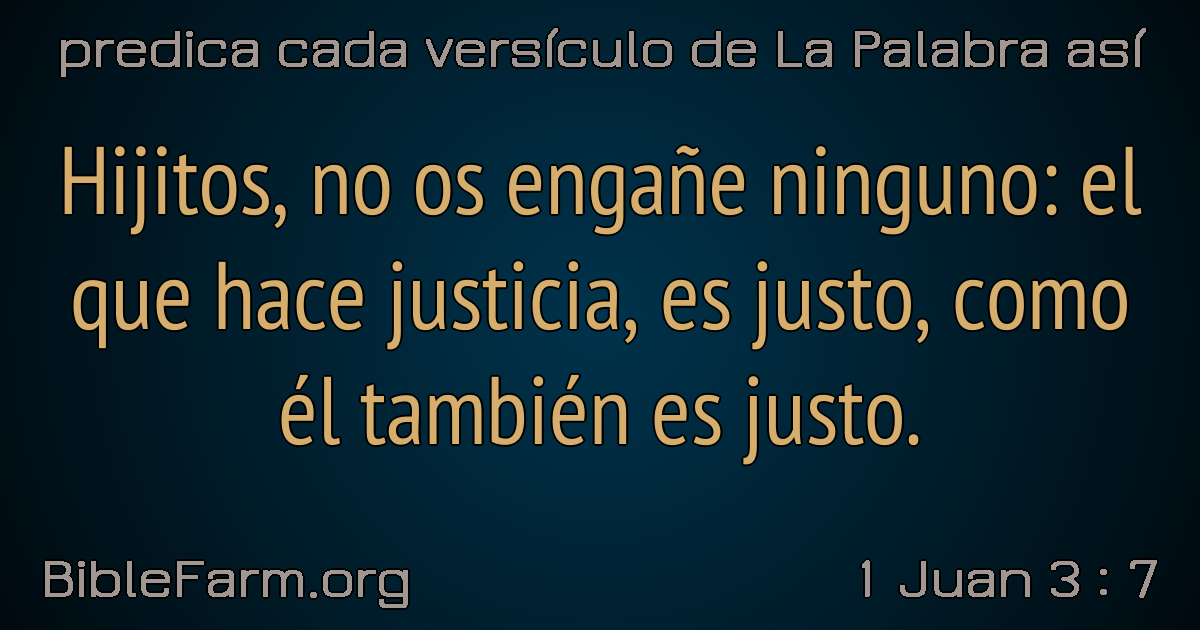 predica cada versículo de La Palabra así
Hijitos, no os engañe ninguno: el
que hace justicia, es justo, como
él también es justo.
BibleFarm.org
1 Juan 3 : 7